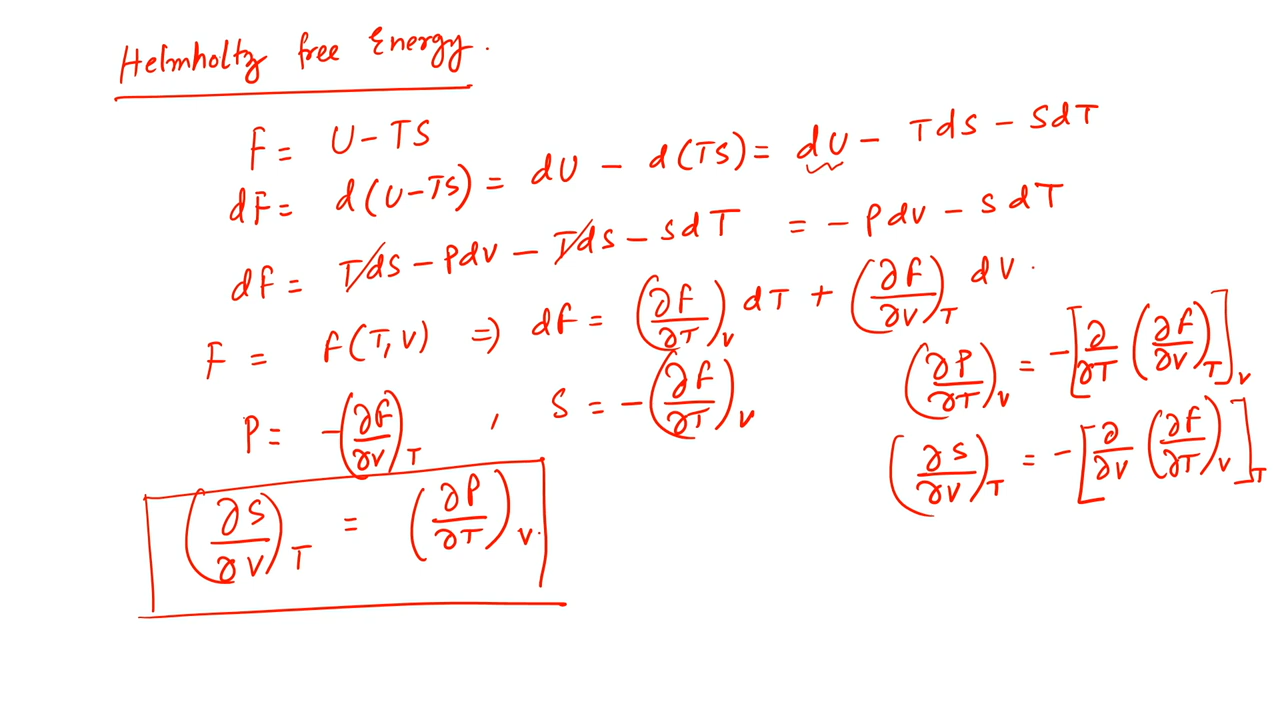 Helmholtz free Energy.
F = U - TS
dF = d(U-TS) = dU - d(TS) = dU - TdS - SdT
dF = TdS - PdV - TdS - SdT = - PdV - SdT
F = F(T,V) ⇒ dF = (∂F/∂T)_V dT + (∂F/∂V)_T dV.
P = -(∂F/∂V)_T , S = -(∂F/∂T)_V
(∂P/∂T)_V = -[∂/∂T (∂F/∂V)_T]_V
(∂S/∂V)_T = -[∂/∂V (∂F/∂T)_V]_T
(∂S/∂V)_T = (∂P/∂T)_V.